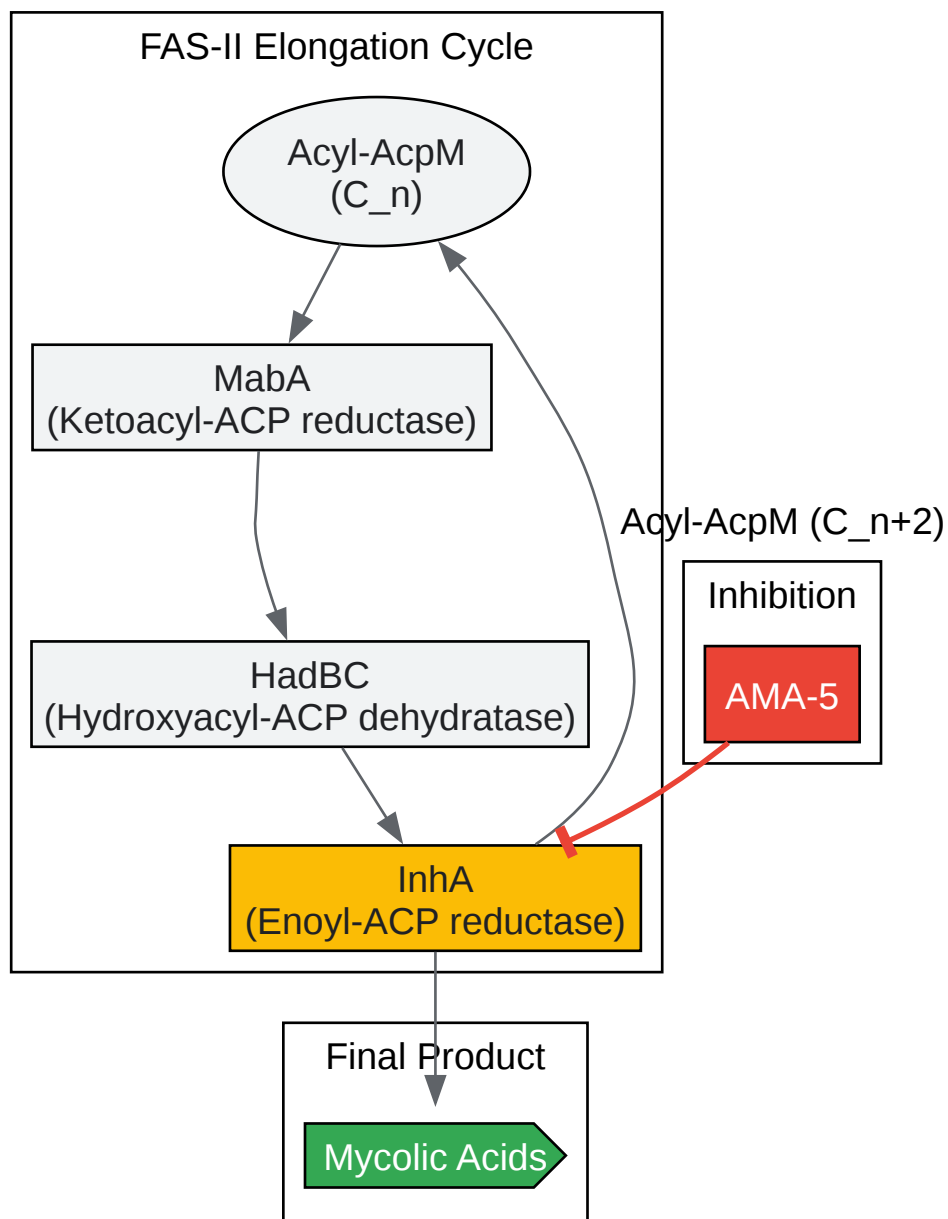 FAS-II Elongation Cycle
Acyl-AcpM
(C_n)
MabA
(Ketoacyl-ACP reductase)
Acyl-AcpM (C_n+2)
Inhibition
HadBC
(Hydroxyacyl-ACP dehydratase)
AMA-5
InhA
(Enoyl-ACP reductase)
Final Product
Mycolic Acids